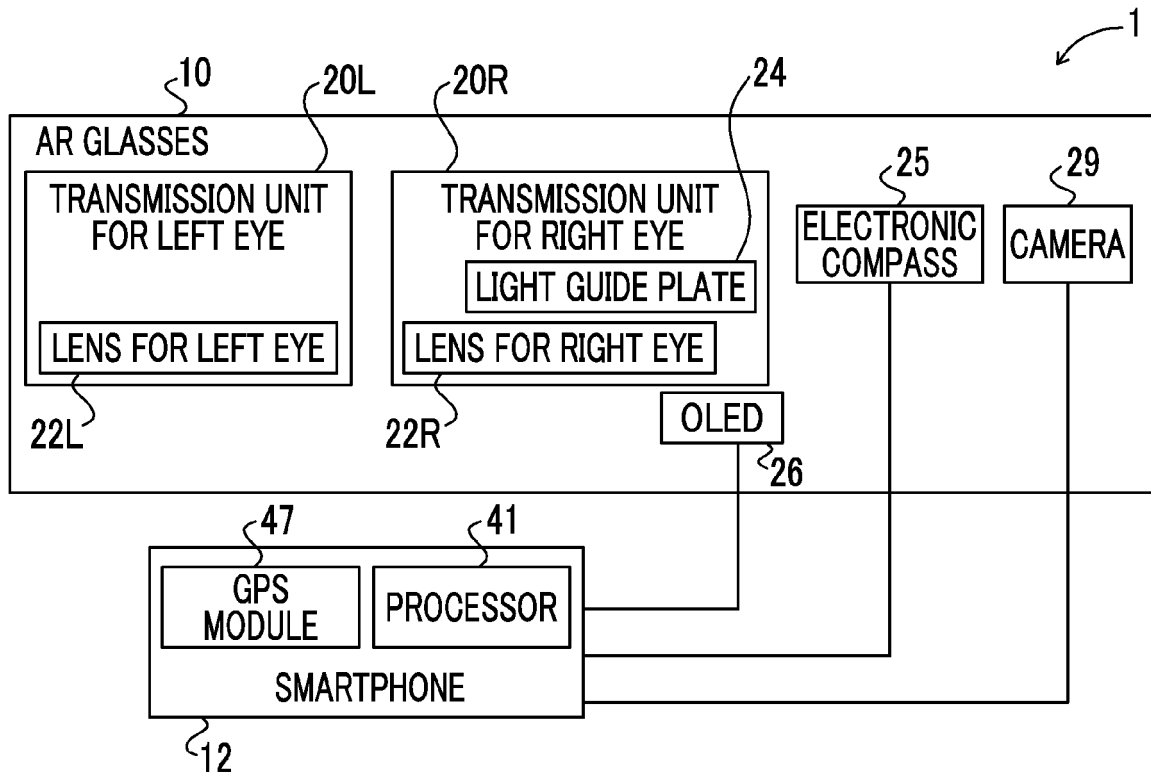 1
10
20L
20R
24
AR GLASSES
25
29
TRANSMISSION UNIT
FOR LEFT EYE
TRANSMISSION UNIT
FOR RIGHT EYE
ELECTRONIC
COMPASS
CAMERA
LIGHT GUIDE PLATE
LENS FOR LEFT EYE
LENS FOR RIGHT EYE
22L
22R
OLED
26
47
41
GPS
MODULE
PROCESSOR
SMARTPHONE
12